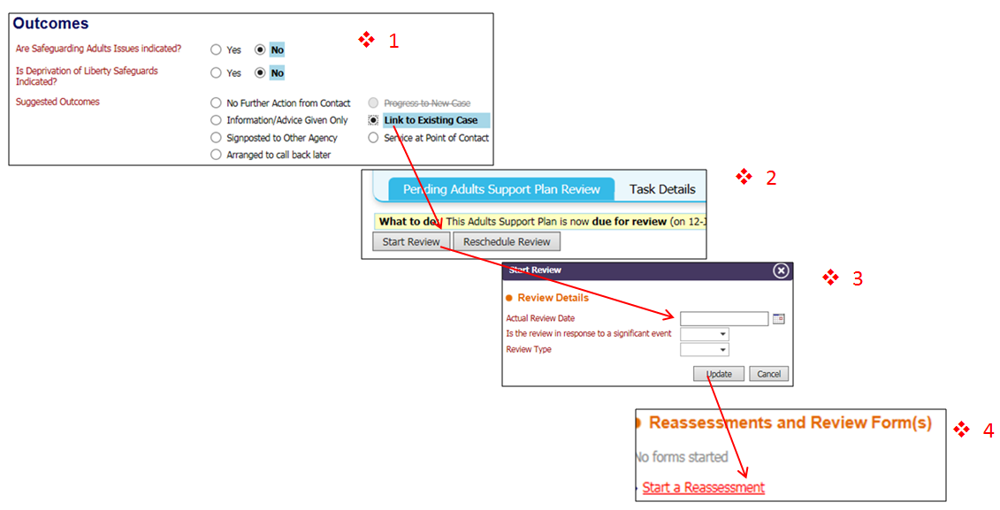 Outcomes
Are Safeguarding Adults Issues indicated? Yes No
1
Is Deprivation of Liberty Safeguards Indicated? Yes No
Suggested Outcomes
No Further Action from Contact Progress to New Case
Information/Advice Given Only Link to Existing Case
Signposted to Other Agency Service at Point of Contact
Arranged to call back later
2
Pending Adults Support Plan Review Task Details
What to do: This Adults Support Plan is now due for review (on 12-
Start Review Reschedule Review
3
Start Review
Review Details
Actual Review Date
Is the review in response to a significant event
Review Type
Update Cancel
4
Reassessments and Review Form(s)
No forms started
Start a Reassessment